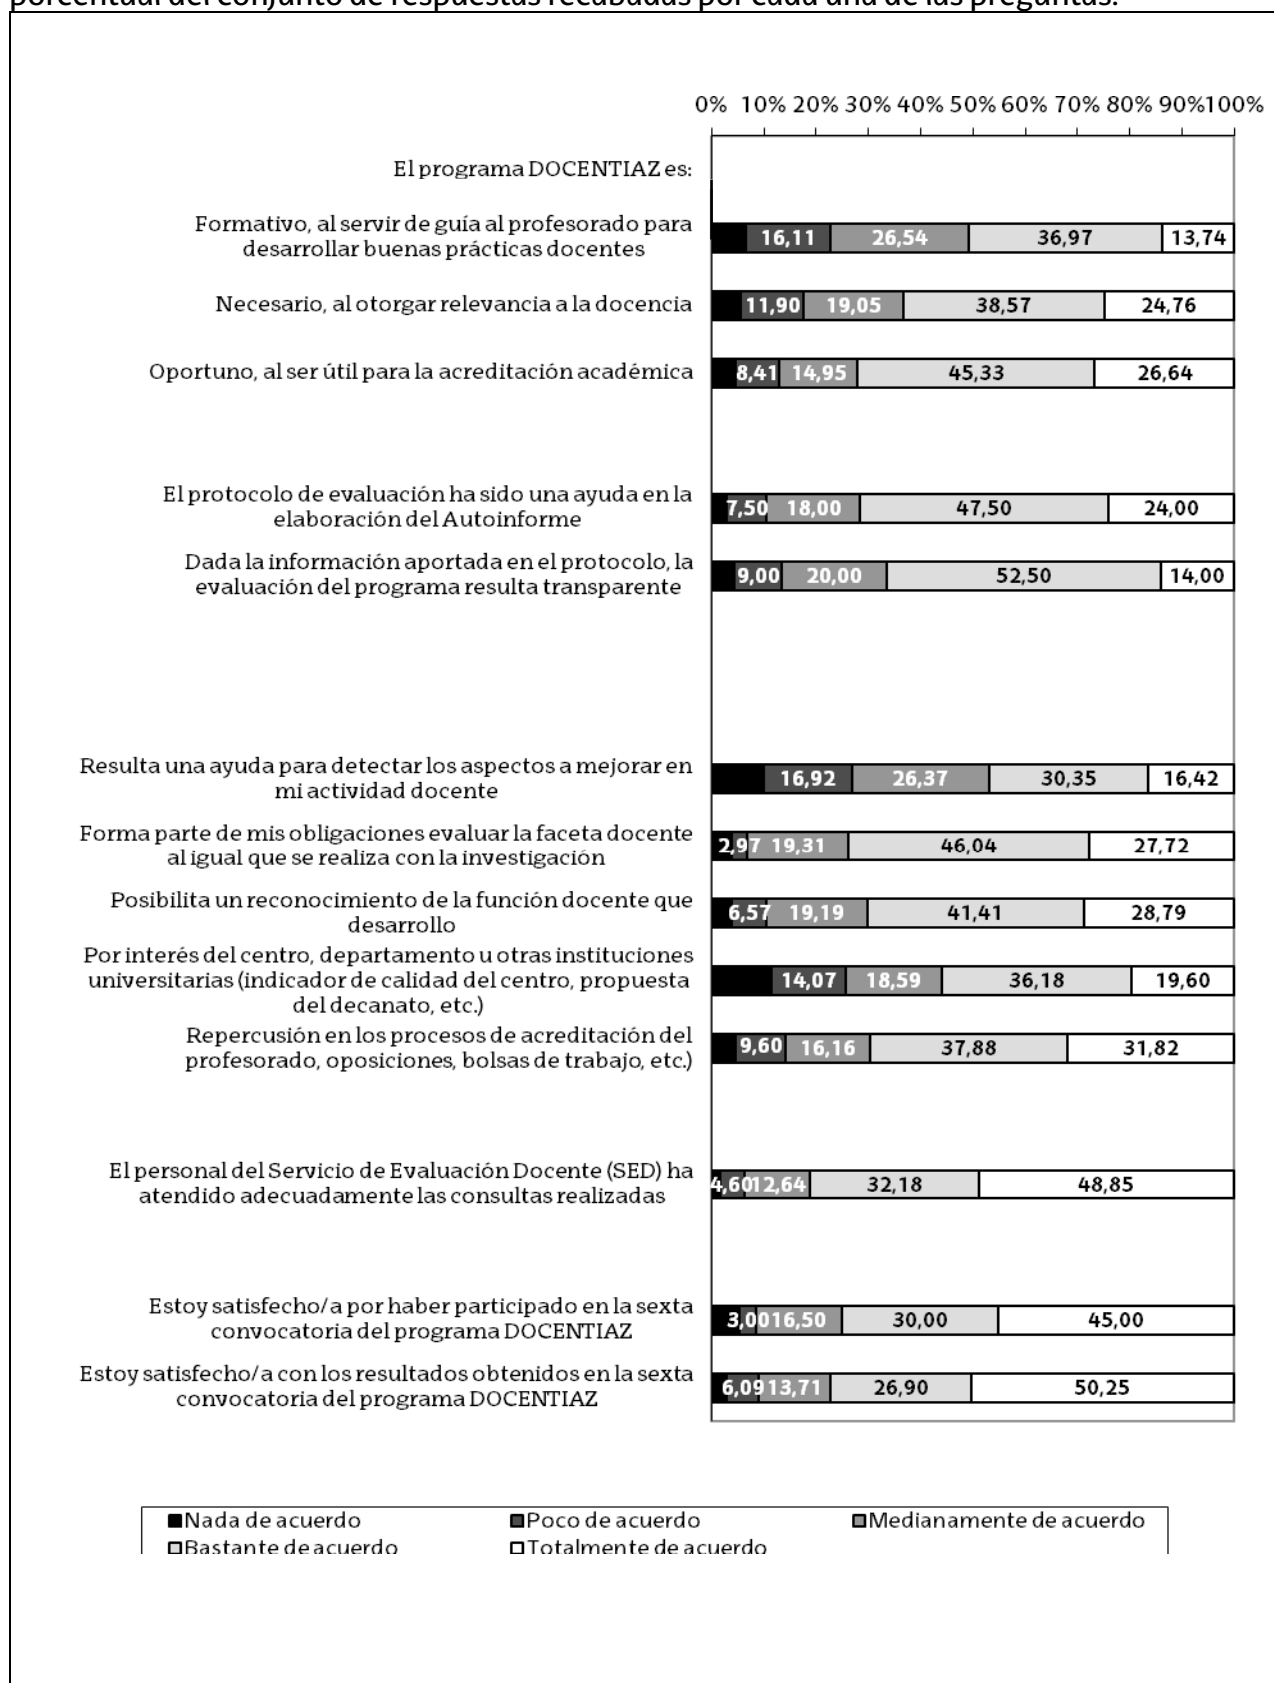 porcentual del conjunto de respuestas recabadas por cada una de las preguntas.
0% 10% 20% 30% 40% 50% 60% 70% 80% 90% 100%
El programa DOCENTIAZ es:
Formativo, al servir de guía al profesorado para
desarrollar buenas prácticas docentes
16,11 26,54 36,97 13,74
Necesario, al otorgar relevancia a la docencia
11,90 19,05 38,57 24,76
Oportuno, al ser útil para la acreditación académica
8,41 14,95 45,33 26,64
El protocolo de evaluación ha sido una ayuda en la
elaboración del Autoinforme
7,50 18,00 47,50 24,00
Dada la información aportada en el protocolo, la
evaluación del programa resulta transparente
9,00 20,00 52,50 14,00
Resulta una ayuda para detectar los aspectos a mejorar en
mi actividad docente
16,92 26,37 30,35 16,42
Forma parte de mis obligaciones evaluar la faceta docente
al igual que se realiza con la investigación
2,97 19,31 46,04 27,72
Posibilita un reconocimiento de la función docente que
desarrollo
6,57 19,19 41,41 28,79
Por interés del centro, departamento u otras instituciones
universitarias (indicador de calidad del centro, propuesta
del decanato, etc.)
14,07 18,59 36,18 19,60
Repercusión en los procesos de acreditación del
profesorado, oposiciones, bolsas de trabajo, etc.)
9,60 16,16 37,88 31,82
El personal del Servicio de Evaluación Docente (SED) ha
atendido adecuadamente las consultas realizadas
4,60 12,64 32,18 48,85
Estoy satisfecho/a por haber participado en la sexta
convocatoria del programa DOCENTIAZ
3,00 16,50 30,00 45,00
Estoy satisfecho/a con los resultados obtenidos en la sexta
convocatoria del programa DOCENTIAZ
6,09 13,71 26,90 50,25
Nada de acuerdo Poco de acuerdo Medianamente de acuerdo
Bastante de acuerdo Totalmente de acuerdo